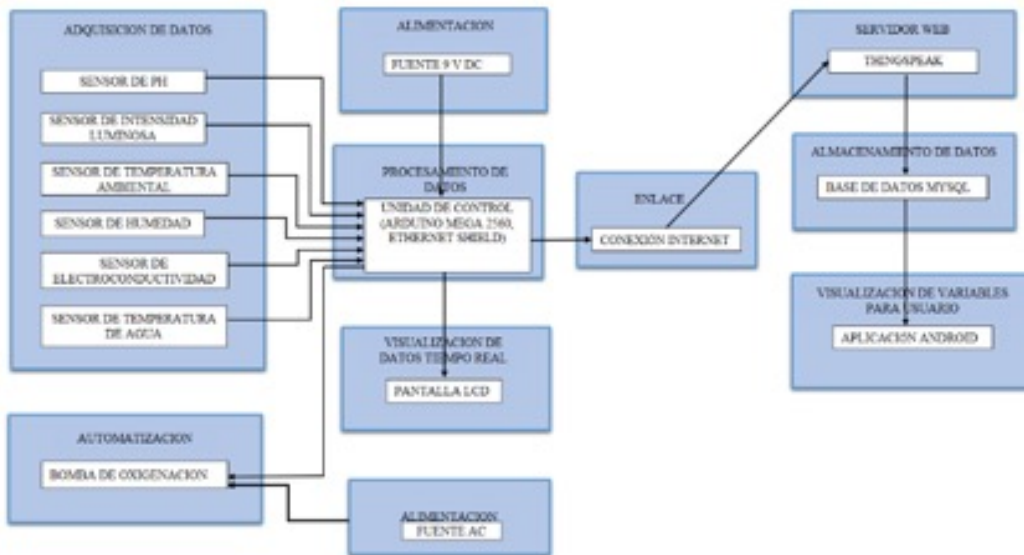 ADQUISICION DE DATOS
SENSOR DE PH
SENSOR DE INTENSIDAD
LUMINOSA
SENSOR DE TEMPERATURA
AMBIENTAL
SENSOR DE HUMEDAD
SENSOR DE
ELECTROCONDUCTIVIDAD
SENSOR DE TEMPERATURA
DE AGUA
AUTOMATIZACION
BOMBA DE OXIGENACION
ALIMENTACION
FUENTE 9 V DC
PROCESAMIENTO DE
DATOS
UNIDAD DE CONTROL
(ARDUINO MEGA 2560,
ETHERNET SHIELD)
VISUALIZACION DE
DATOS TIEMPO REAL
PANTALLA LCD
ALIMENTACION
FUENTE AC
ENLACE
CONEXIÓN INTERNET
SERVIDOR WEB
THINGSPEAK
ALMACENAMIENTO DE DATOS
BASE DE DATOS MYSQL
VISUALIZACION DE VARIABLES
PARA USUARIO
APLICACIÓN ANDROID